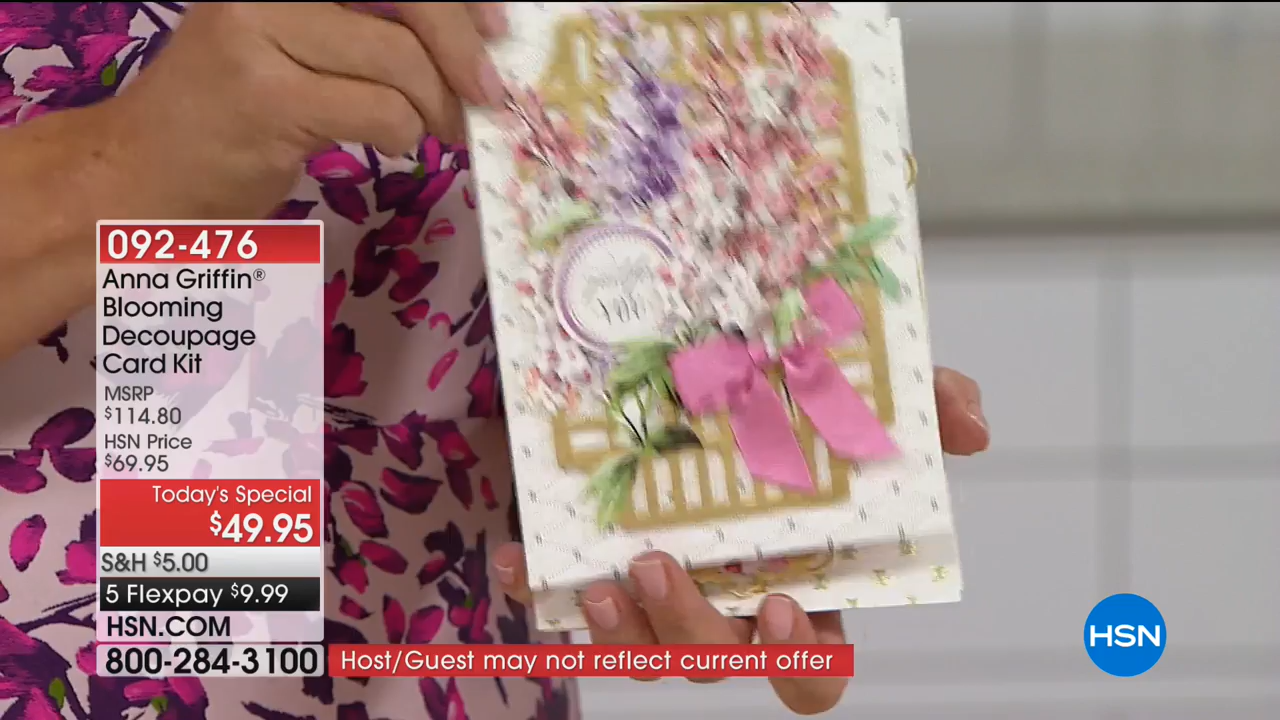 092-476
Anna Griffin®
Blooming
Decoupage
Card Kit
MSRP
$114.80
HSN Price
$69.95
Today's Special
$49.95
S&H $5.00
5 Flexpay $9.99
HSN.COM
800-284-3100
Host/Guest may not reflect current offer
HSN
YOU